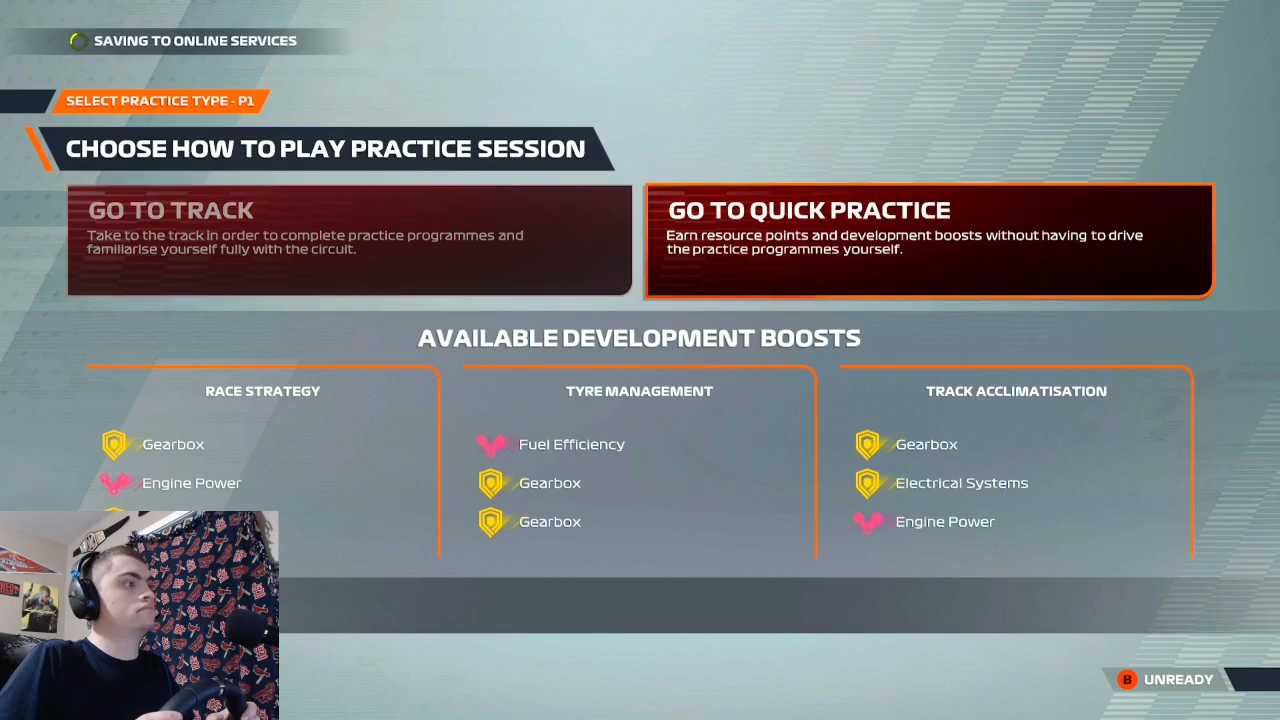 SAVING TO ONLINE SERVICES
SELECT PRACTICE TYPE - P1
CHOOSE HOW TO PLAY PRACTICE SESSION
GO TO TRACK
Take to the track in order to complete practice programmes and
familiarise yourself fully with the circuit.
GO TO QUICK PRACTICE
Earn resource points and development boosts without having to drive
the practice programmes yourself.
AVAILABLE DEVELOPMENT BOOSTS
RACE STRATEGY
Gearbox
Engine Power
TYRE MANAGEMENT
Fuel Efficiency
Gearbox
Gearbox
TRACK ACCLIMATISATION
Gearbox
Electrical Systems
Engine Power
B UNREADY